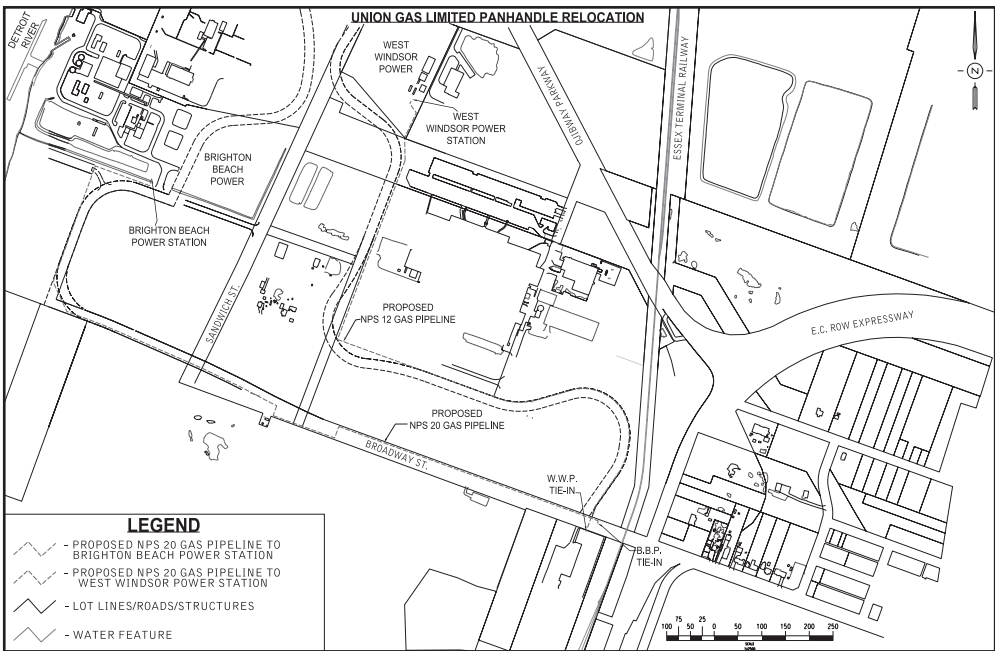 UNION GAS LIMITED PANHANDLE RELOCATION
DETROIT
RIVER
WEST
WINDSOR
POWER
WEST
WINDSOR POWER
STATION
OJIBWAY PARKWAY
ESSEX TERMINAL RAILWAY
Z
BRIGHTON
BEACH
POWER
BRIGHTON BEACH
POWER STATION
SANDWICH ST.
PROPOSED
NPS 12 GAS PIPELINE
E.C. ROW EXPRESSWAY
PROPOSED
NPS 20 GAS PIPELINE
BROADWAY ST.
W.W.P.
TIE-IN
B.B.P.
TIE-IN
LEGEND
- PROPOSED NPS 20 GAS PIPELINE TO
BRIGHTON BEACH POWER STATION
- PROPOSED NPS 20 GAS PIPELINE TO
WEST WINDSOR POWER STATION
- LOT LINES/ROADS/STRUCTURES
- WATER FEATURE
100 75 50 25 0 50 100 150 200 250
SCALE